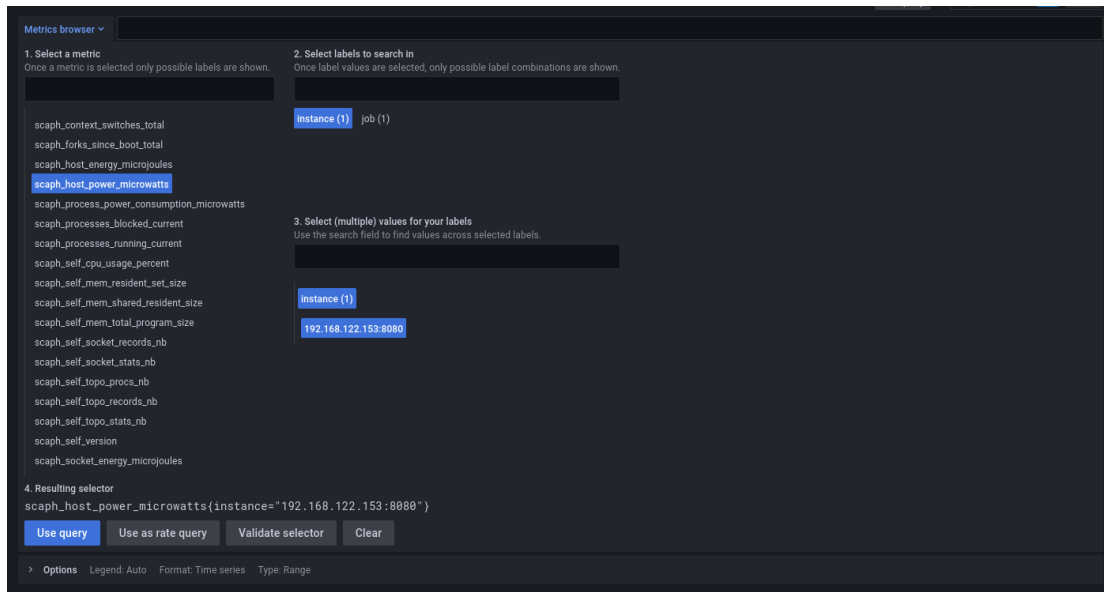 Metrics browser
1. Select a metric
Once a metric is selected only possible labels are shown.
scaph_context_switches_total
scaph_forks_since_boot_total
scaph_host_energy_microjoules
scaph_host_power_microwatts
scaph_process_power_consumption_microwatts
scaph_processes_blocked_current
scaph_processes_running_current
scaph_self_cpu_usage_percent
scaph_self_mem_resident_set_size
scaph_self_mem_shared_resident_size
scaph_self_mem_total_program_size
scaph_self_socket_records_nb
scaph_self_socket_stats_nb
scaph_self_topo_procs_nb
scaph_self_topo_records_nb
scaph_self_topo_stats_nb
scaph_self_version
scaph_socket_energy_microjoules
2. Select labels to search in
Once label values are selected, only possible label combinations are shown.
instance (1) job (1)
3. Select (multiple) values for your labels
Use the search field to find values across selected labels.
instance (1)
192.168.122.153:8080
4. Resulting selector
scaph_host_power_microwatts{instance="192.168.122.153:8080"}
Use query Use as rate query Validate selector Clear
Options Legend: Auto Format: Time series Type: Range